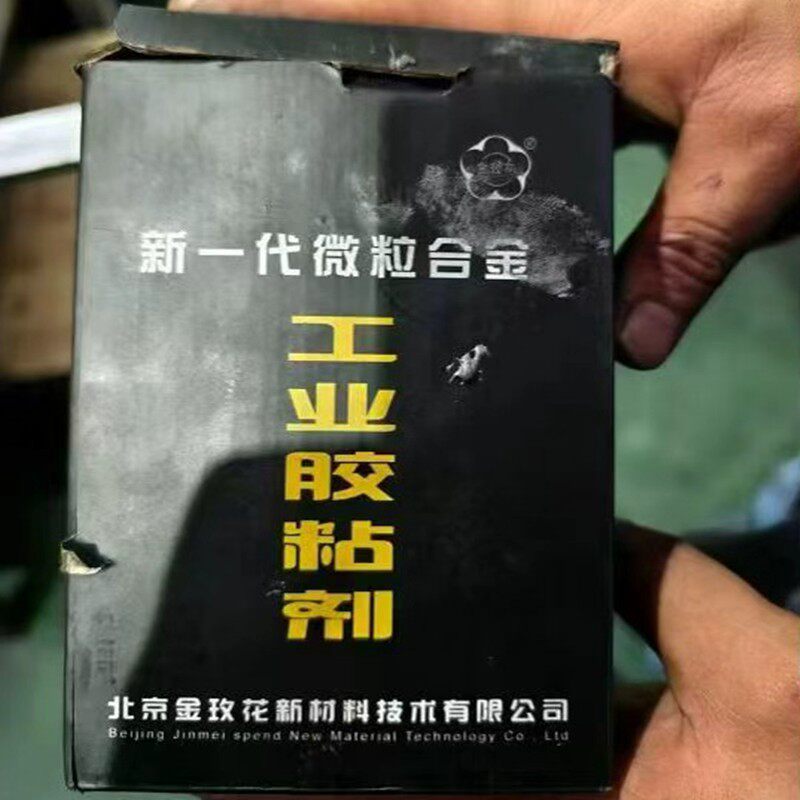 ®
新一代微粒合金
工业胶粘剂
北京金玫花新材料技术有限公司
Beijing Jinmei spend New Material Technology Co., Ltd